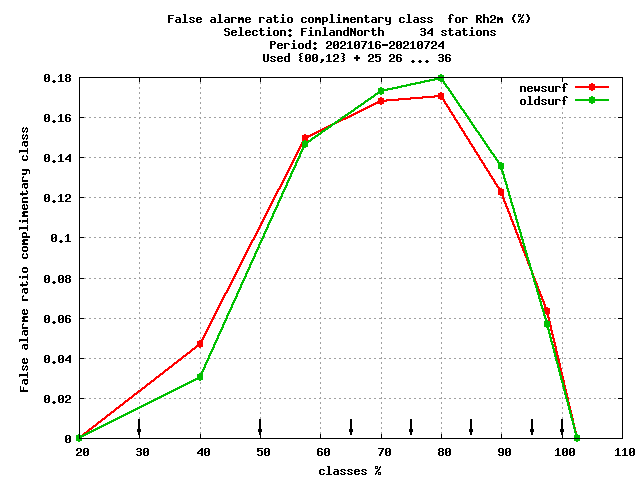 False alarme ratio complimentary class  for Rh2m (%)
Selection: FinlandNorth     34 stations
Period: 20210716-20210724
Used {00,12} + 25 26 ... 36
newsurf
oldsurf
False alarme ratio complimentary class
0.18
0.16
0.14
0.12
0.1
0.08
0.06
0.04
0.02
0
20 30 40 50 60 70 80 90 100 110
classes %